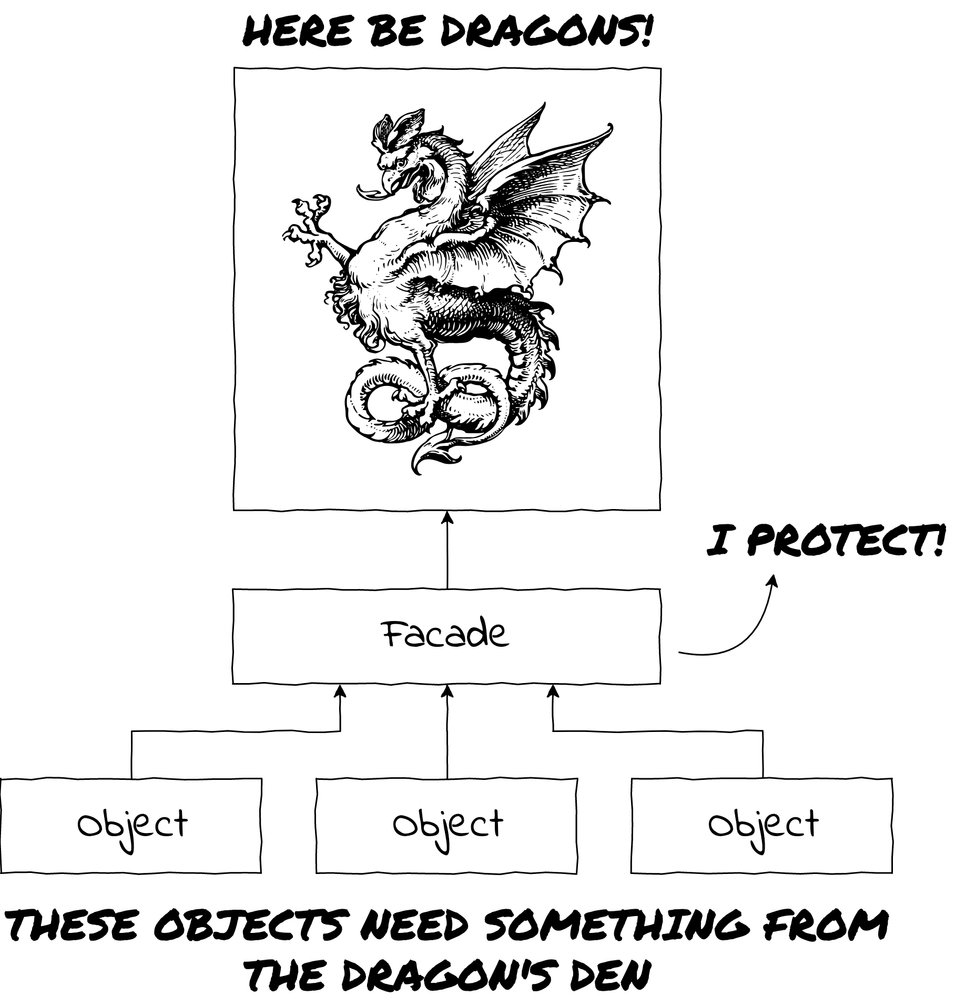 HERE BE DRAGONS!
I PROTECT!
Facade
Object
Object
Object
THESE OBJECTS NEED SOMETHING FROM
THE DRAGON'S DEN